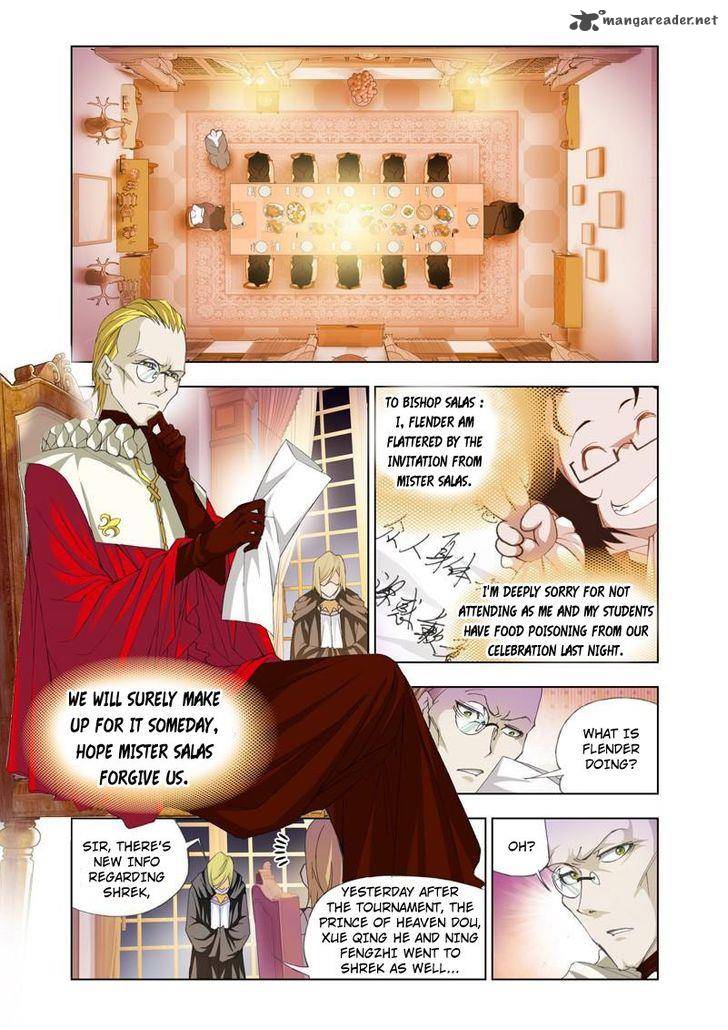 mangareader.net
TO BISHOP SALAS :
I, FLENDER AM
FLATTERED BY THE
INVITATION FROM
MISTER SALAS.
I'M DEEPLY SORRY FOR NOT
ATTENDING AS ME AND MY STUDENTS
HAVE FOOD POISONING FROM OUR
CELEBRATION LAST NIGHT.
WE WILL SURELY MAKE
UP FOR IT SOMEDAY,
HOPE MISTER SALAS
FORGIVE US.
WHAT IS
FLENDER
DOING?
SIR, THERE'S
NEW INFO
REGARDING
SHREK,
YESTERDAY AFTER
THE TOURNAMENT, THE
PRINCE OF HEAVEN DOU,
XUE QING HE AND NING
FENGZHI WENT TO
SHREK AS WELL...
OH?